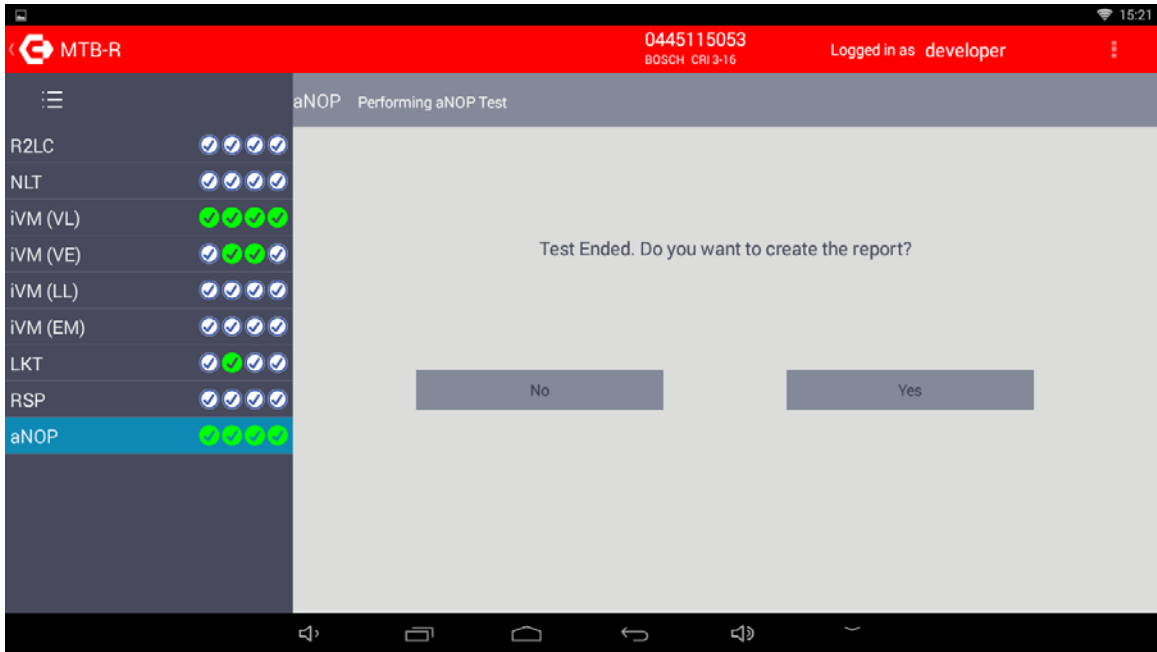 15:21
MTB-R
0445115053
BOSCH CRI 3-16
Logged in as developer
aNOP Performing aNOP Test
R2LC
NLT
iVM (VL)
iVM (VE)
iVM (LL)
iVM (EM)
LKT
RSP
aNOP
Test Ended. Do you want to create the report?
No Yes